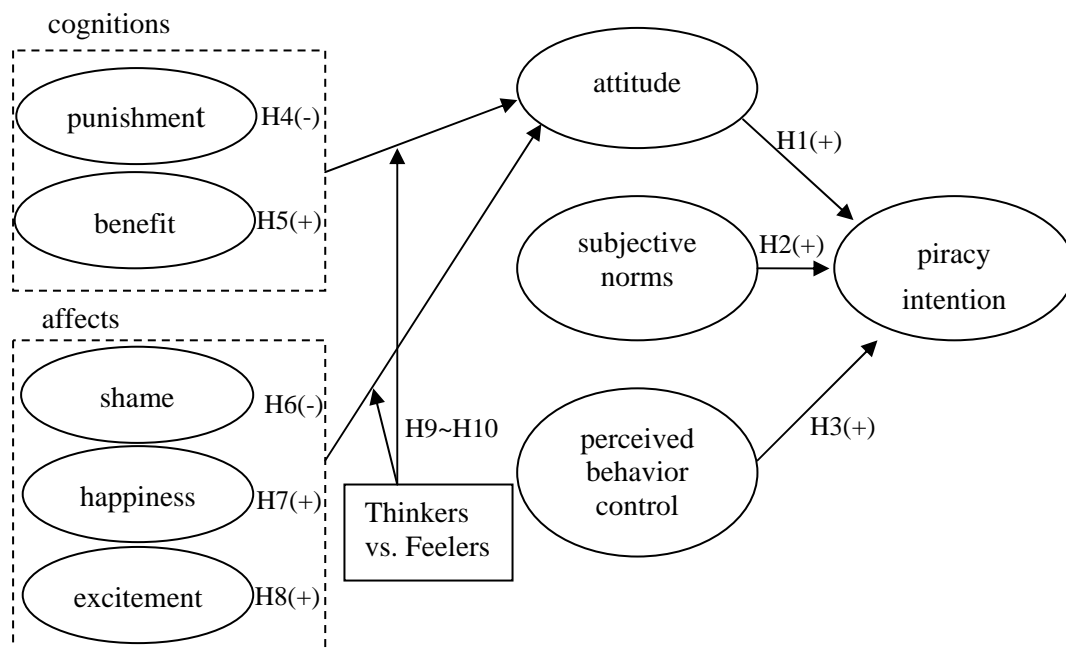 cognitions
punishment
H4(-)
benefit
H5(+)
affects
shame
H6(-)
happiness
H7(+)
excitement
H8(+)
H9~H10
Thinkers
vs. Feelers
attitude
H1(+)
subjective
norms
H2(+)
perceived
behavior
control
H3(+)
piracy
intention